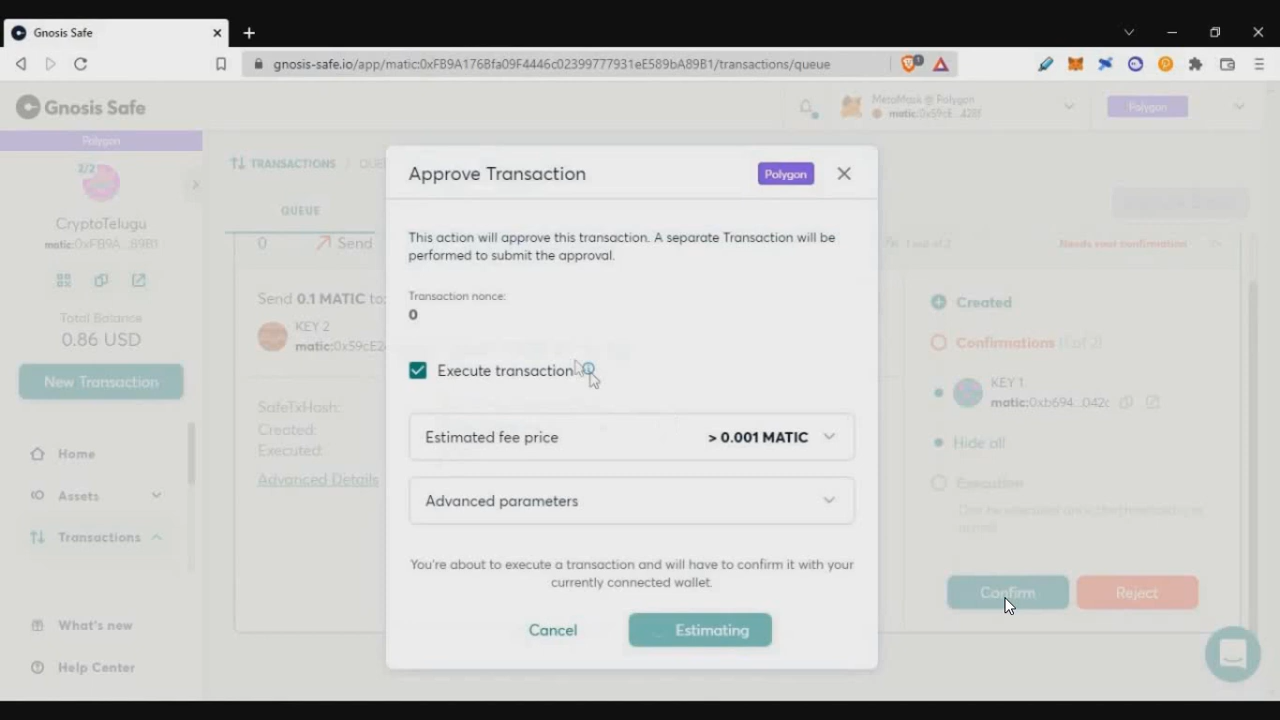 Gnosis Safe
gnosis-safe.io/app/matic:0xFB9A176Bfa09F4446c02399777931eE589bA89B1/transactions/queue
Gnosis Safe
MetaMask @ Polygon
Polygon
Polygon
2/2
CryptoTelugu
Total Balance
0.86 USD
New Transaction
Home
Assets
Transactions
What's new
Help Center
TRANSACTIONS /
QUEUE
0 Send
Needs your confirmation
Send 0.1 MATIC to:
KEY 2
SafeTxHash:
Created:
Executed:
Advanced Details
Approve Transaction
Polygon
This action will approve this transaction. A separate Transaction will be
performed to submit the approval.
Transaction nonce:
0
Execute transaction
Estimated fee price > 0.001 MATIC
Advanced parameters
You're about to execute a transaction and will have to confirm it with your
currently connected wallet.
Cancel
Estimating
Created
Confirmations
KEY 1
matic:0xb694...042c
Hide all
Execution
Confirm
Reject